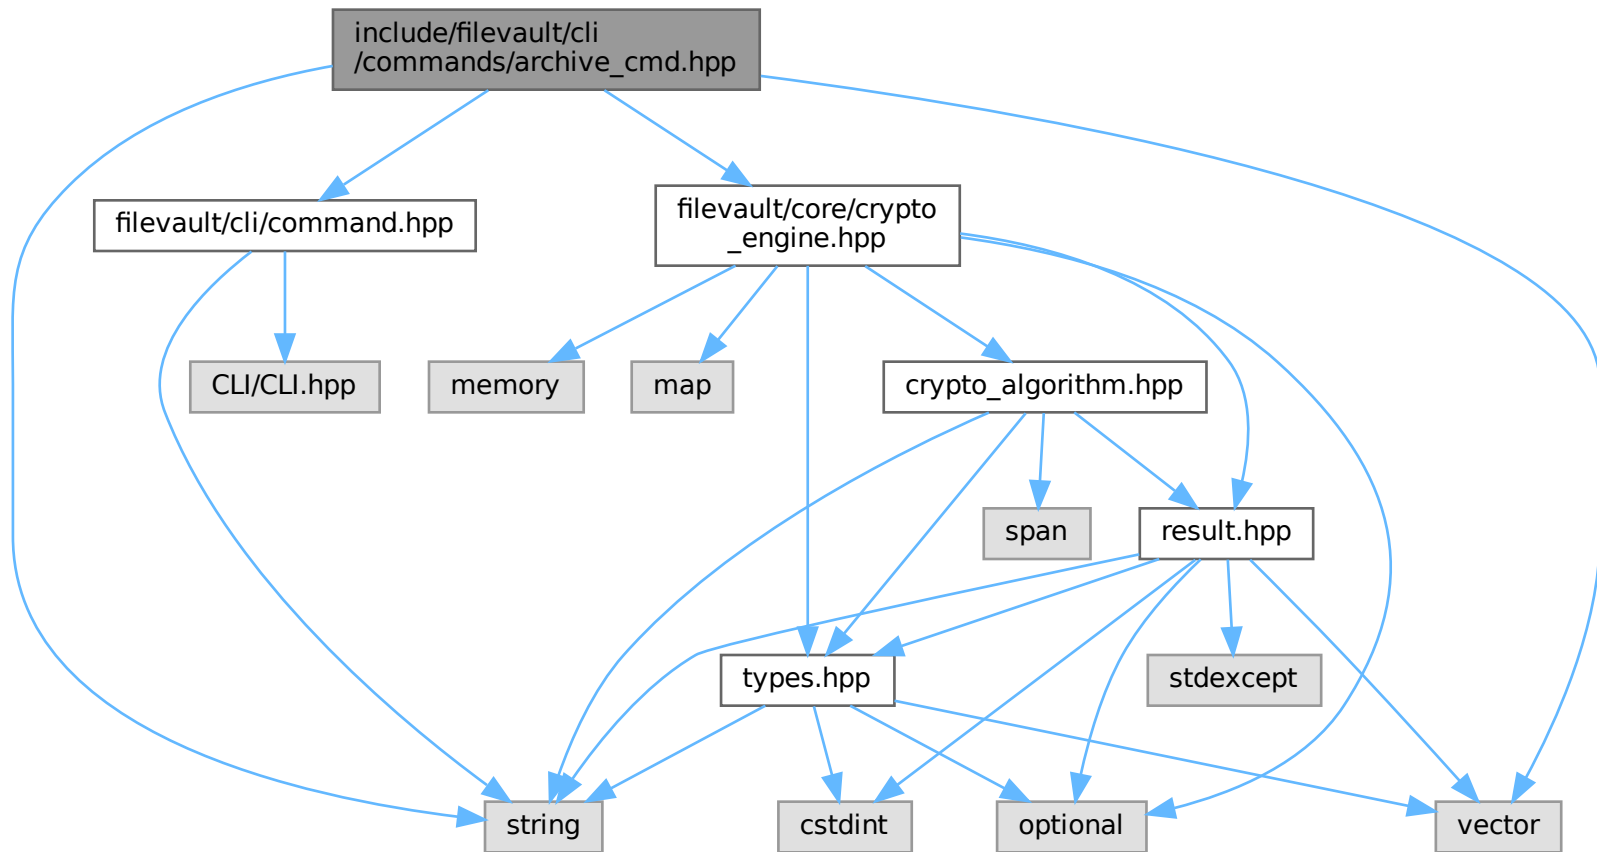 include/filevault/cli
/commands/archive_cmd.hpp
filevault/cli/command.hpp
filevault/core/crypto
_engine.hpp
CLI/CLI.hpp
memory
map
crypto_algorithm.hpp
span
result.hpp
types.hpp
stdexcept
string
cstdint
optional
vector